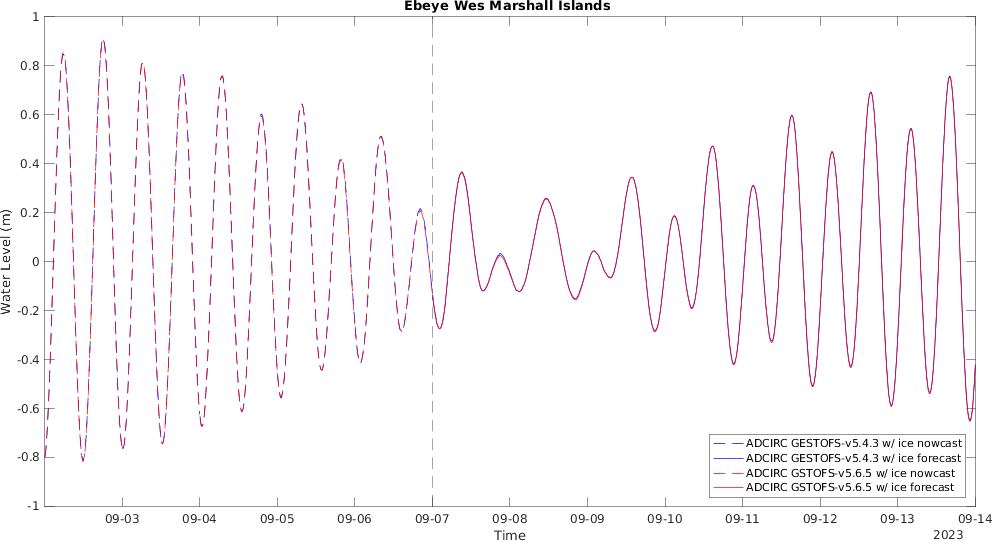 Ebeye Wes Marshall Islands
Water Level (m)
1
0.8
0.6
0.4
0.2
0
-0.2
-0.4
-0.6
-0.8
-1
ADCIRC GESTOFS-v5.4.3 w/ ice nowcast
ADCIRC GESTOFS-v5.4.3 w/ ice forecast
ADCIRC GSTOFS-v5.6.5 w/ ice nowcast
ADCIRC GSTOFS-v5.6.5 w/ ice forecast
09-03 09-04 09-05 09-06 09-07 09-08 09-09 09-10 09-11 09-12 09-13 09-14
Time
2023